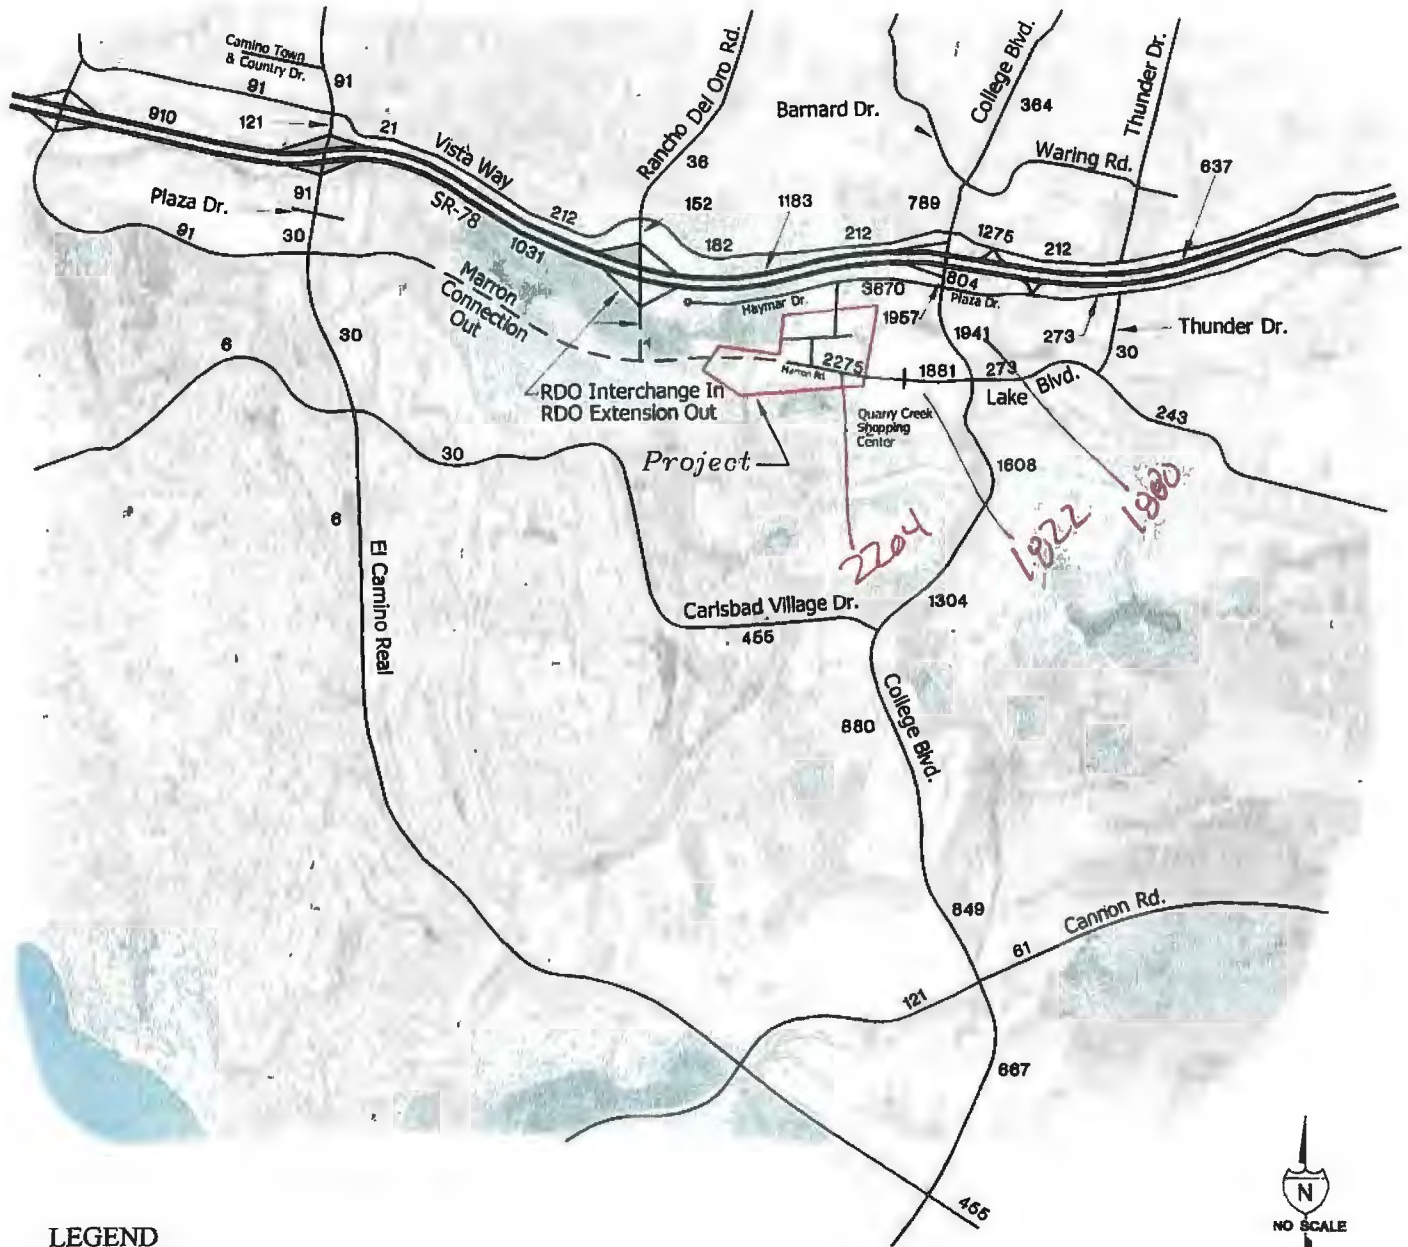 Camino Town
& Country Dr.
91
91
910
121
21
Vista Way
Rancho Del Oro Rd.
36
Barnard Dr.
College Blvd.
364
Thunder Dr.
Waring Rd.
637
Plaza Dr.
91
91
30
SR-78
1031
212
152
182
1183
212
789
1275
212
804
Plaza Dr.
3670
Haymar Dr.
1957
1941
273
Thunder Dr.
30
Marron
Connection
Out
6
30
2275
Marron Rd.
1881
273
Lake Blvd.
243
RDO Interchange In
RDO Extension Out
Quarry Creek
Shopping
Center
Project
30
1608
6
2204
1822
1880
El Camino Real
Carlsbad Village Dr.
455
1304
880
College Blvd.
849
Cannon Rd.
61
121
667
455
N
NO SCALE
LEGEND